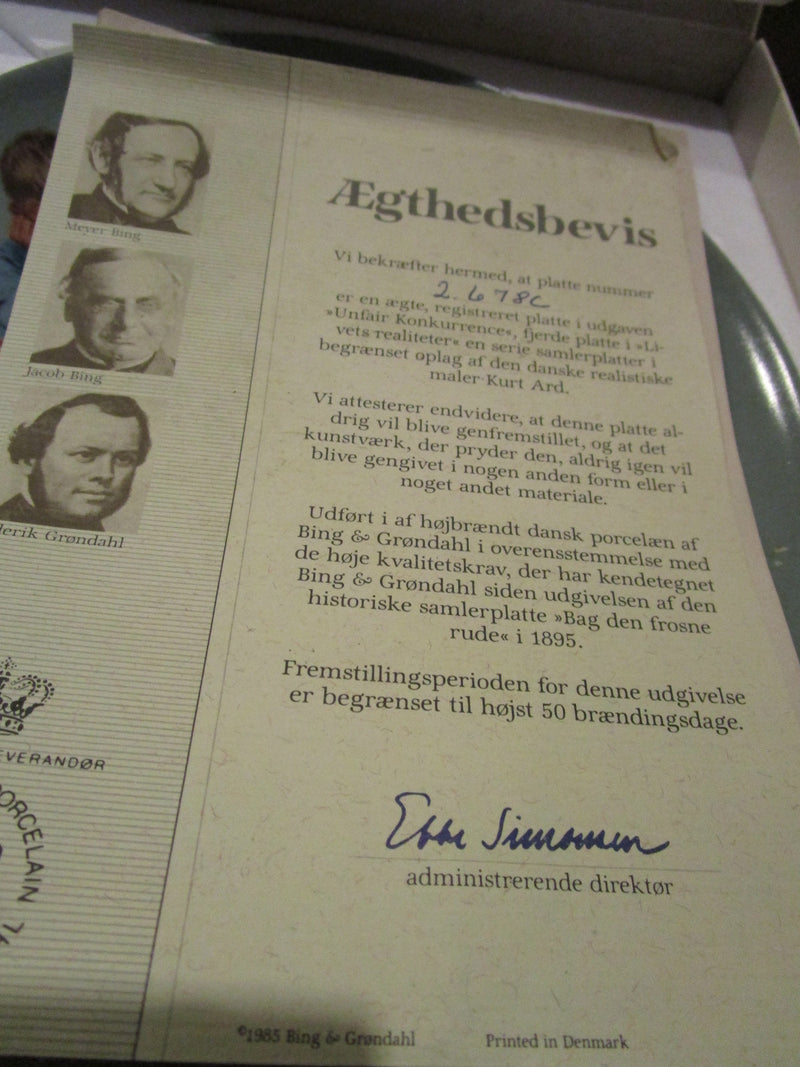 Meyer Bing
Jacob Bing
derik Grøndahl
EVERANDØR
PORCELAIN
Ægthedsbevis
Vi bekræfter hermed, at platte nummer
2.678C
er en ægte, registreret platte i udgaven
»Unfair Konkurrence«, fjerde platte i »Li-
vets realiteter« en serie samlerplatter i
begrænset oplag af den danske realistiske
maler Kurt Ard.
Vi attesterer endvidere, at denne platte al-
drig vil blive genfremstillet, og at det
kunstværk, der pryder den, aldrig igen vil
blive gengivet i nogen anden form eller i
noget andet materiale.
Udført i af højbrændt dansk porcelæn af
Bing & Grøndahl i overensstemmelse med
de høje kvalitetskrav, der har kendetegnet
Bing & Grøndahl siden udgivelsen af den
historiske samlerplatte »Bag den frosne
rude« i 1895.
Fremstillingsperioden for denne udgivelse
er begrænset til højst 50 brændingsdage.
Ebbe Simonsen
administrerende direktør
©1985 Bing & Grøndahl
Printed in Denmark